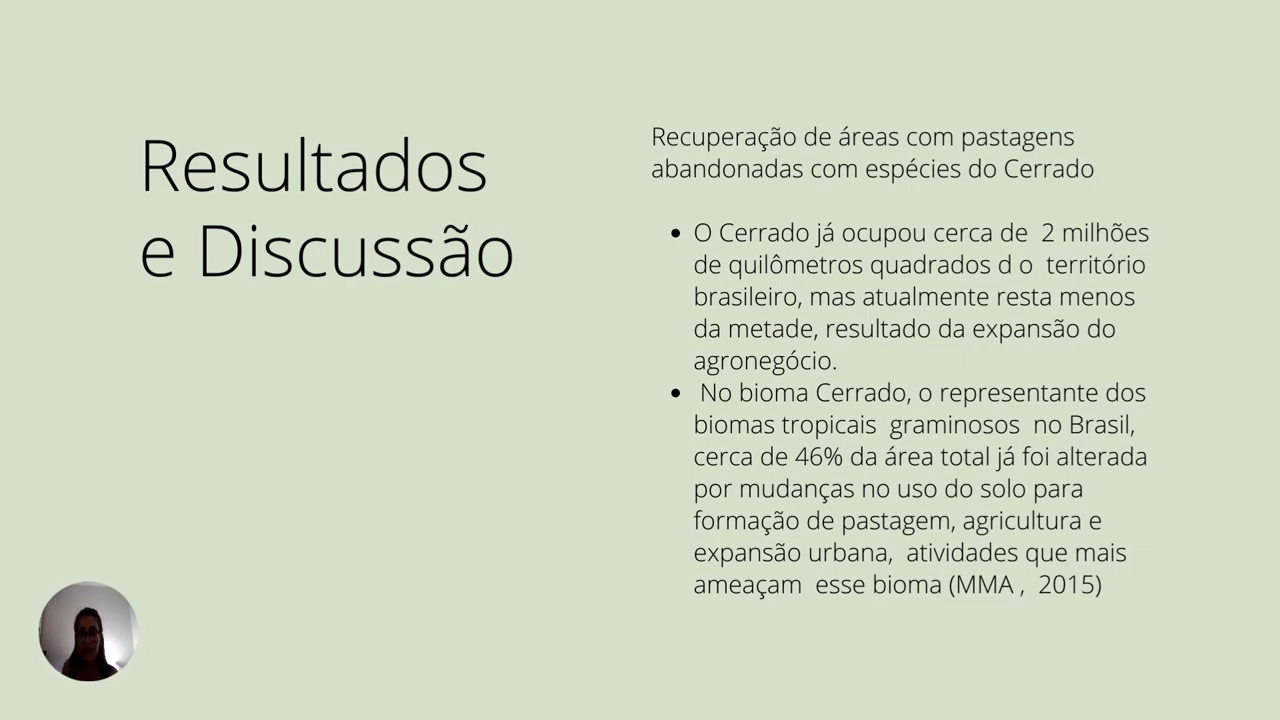 Resultados
e Discussão
Recuperação de áreas com pastagens
abandonadas com espécies do Cerrado
• O Cerrado já ocupou cerca de  2 milhões
de quilômetros quadrados d o  território
brasileiro, mas atualmente resta menos
da metade, resultado da expansão do
agronegócio.
•  No bioma Cerrado, o representante dos
biomas tropicais  graminosos  no Brasil,
cerca de 46% da área total já foi alterada
por mudanças no uso do solo para
formação de pastagem, agricultura e
expansão urbana,  atividades que mais
ameaçam  esse bioma (MMA ,  2015)